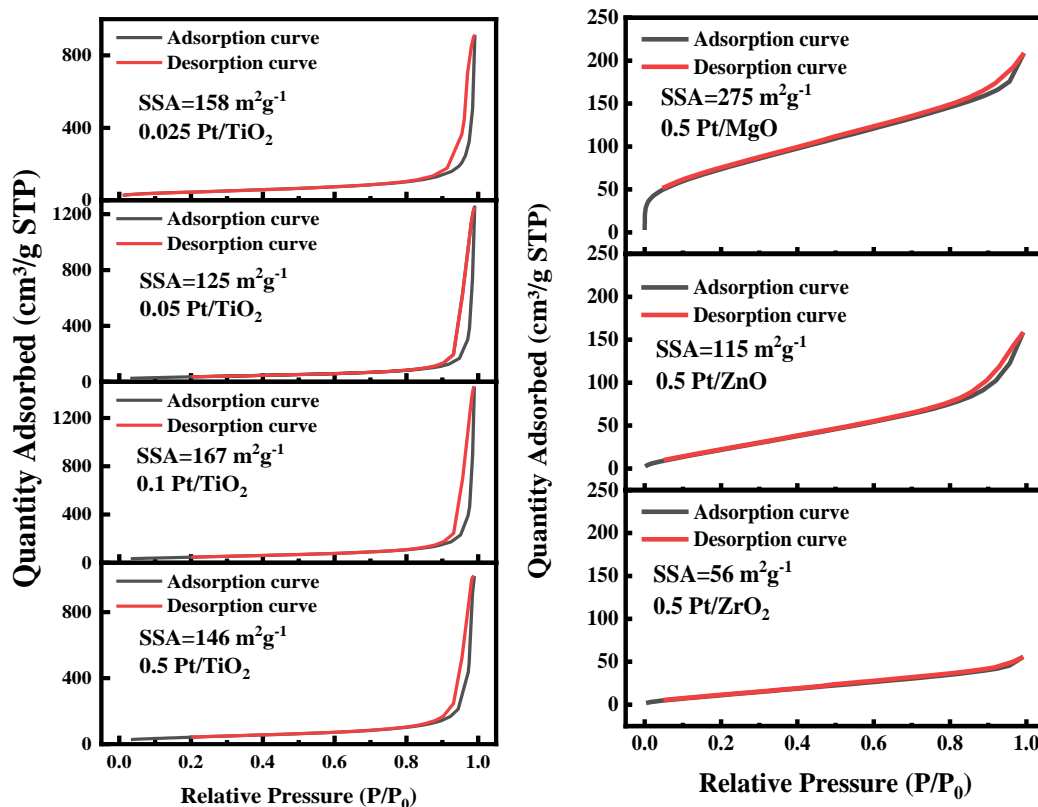 Quantity Adsorbed (cm³/g STP)
800
400
0
Adsorption curve
Desorption curve
SSA=158 m²g⁻¹
0.025 Pt/TiO₂
1200
800
400
0
Adsorption curve
Desorption curve
SSA=125 m²g⁻¹
0.05 Pt/TiO₂
1200
800
400
0
Adsorption curve
Desorption curve
SSA=167 m²g⁻¹
0.1 Pt/TiO₂
800
400
0
Adsorption curve
Desorption curve
SSA=146 m²g⁻¹
0.5 Pt/TiO₂
0.0 0.2 0.4 0.6 0.8 1.0
Relative Pressure (P/P₀)
Quantity Adsorbed (cm³/g STP)
250
200
150
100
50
0
Adsorption curve
Desorption curve
SSA=275 m²g⁻¹
0.5 Pt/MgO
250
200
150
100
50
0
Adsorption curve
Desorption curve
SSA=115 m²g⁻¹
0.5 Pt/ZnO
250
200
150
100
50
0
Adsorption curve
Desorption curve
SSA=56 m²g⁻¹
0.5 Pt/ZrO₂
0.0 0.2 0.4 0.6 0.8 1.0
Relative Pressure (P/P₀)